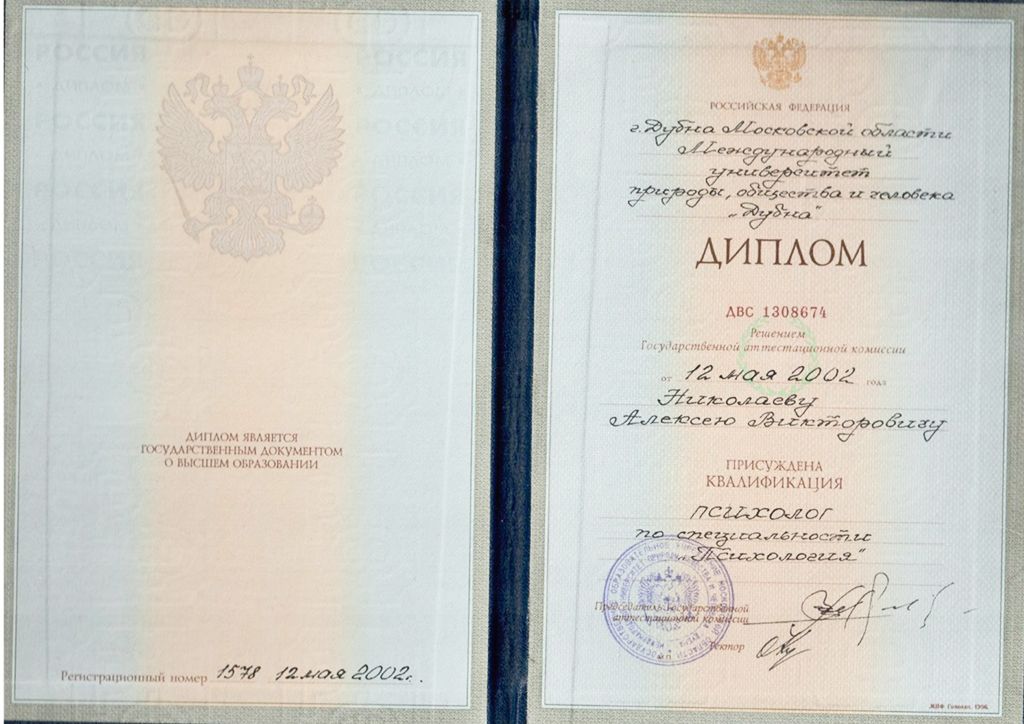 ДИПЛОМ ЯВЛЯЕТСЯ
ГОСУДАРСТВЕННЫМ ДОКУМЕНТОМ
О ВЫСШЕМ ОБРАЗОВАНИИ
Регистрационный номер 1578 12 мая 2002г.
РОССИЙСКАЯ ФЕДЕРАЦИЯ
г. Дубна Московской области
Международный
университет
природы, общества и человека
„Дубна“
ДИПЛОМ
ДВС 1308674
Решением
Государственной аттестационной комиссии
от 12 мая 2002 года
Николаеву
Алексею Викторовичу
ПРИСУЖДЕНА
КВАЛИФИКАЦИЯ
психолог
по специальности
„Психология“
Председатель Государственной
аттестационной комиссии
Ректор